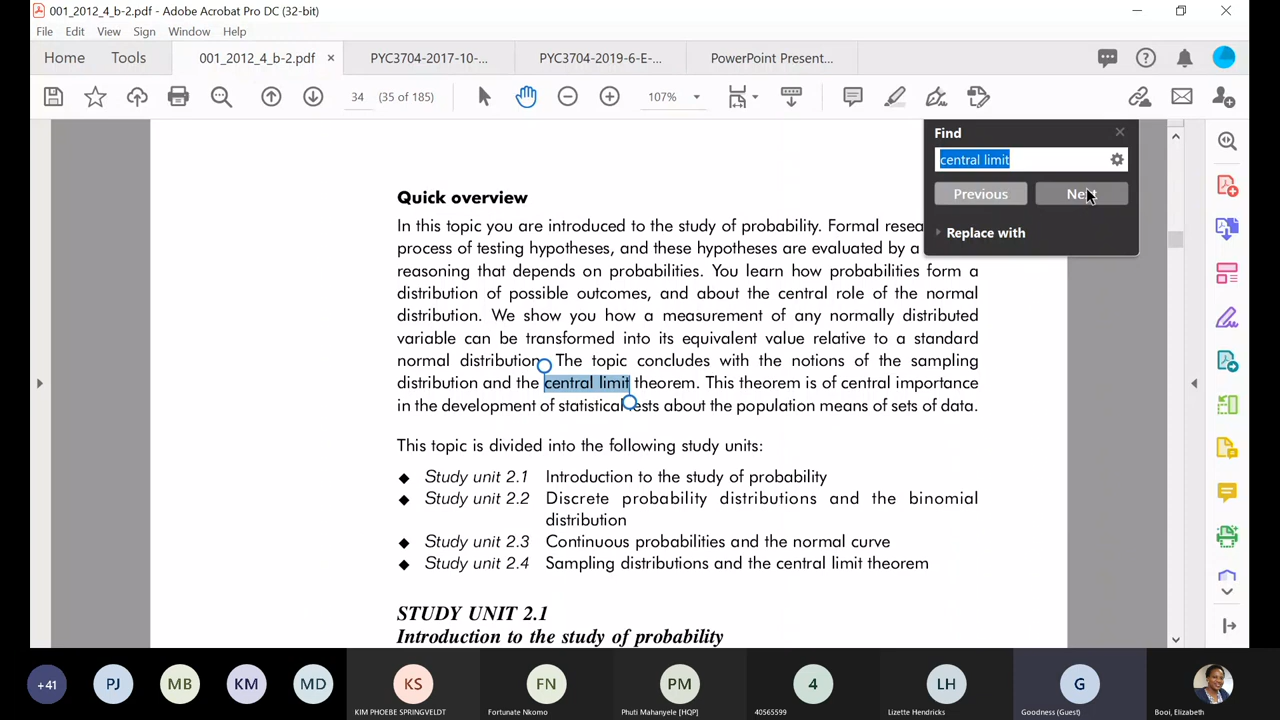 001_2012_4_b-2.pdf - Adobe Acrobat Pro DC (32-bit)
File Edit View Sign Window Help
Home Tools 001_2012_4_b-2.pdf × PYC3704-2017-10-... PYC3704-2019-6-E-... PowerPoint Present...
34 (35 of 185) 107%
Find
central limit
Previous Next
Replace with
Quick overview
In this topic you are introduced to the study of probability. Formal resea
process of testing hypotheses, and these hypotheses are evaluated by a
reasoning that depends on probabilities. You learn how probabilities form a
distribution of possible outcomes, and about the central role of the normal
distribution. We show you how a measurement of any normally distributed
variable can be transformed into its equivalent value relative to a standard
normal distribution. The topic concludes with the notions of the sampling
distribution and the central limit theorem. This theorem is of central importance
in the development of statistical tests about the population means of sets of data.
This topic is divided into the following study units:
◆ Study unit 2.1 Introduction to the study of probability
◆ Study unit 2.2 Discrete probability distributions and the binomial
distribution
◆ Study unit 2.3 Continuous probabilities and the normal curve
◆ Study unit 2.4 Sampling distributions and the central limit theorem
STUDY UNIT 2.1
Introduction to the study of probability
+41 PJ MB KM MD KS FN PM 4 LH G
KIM PHOEBE SPRINGVELDT Fortunate Nkomo Phuti Mahanyele [HQP] 40565599 Lizette Hendricks Goodness (Guest) Booi, Elizabeth